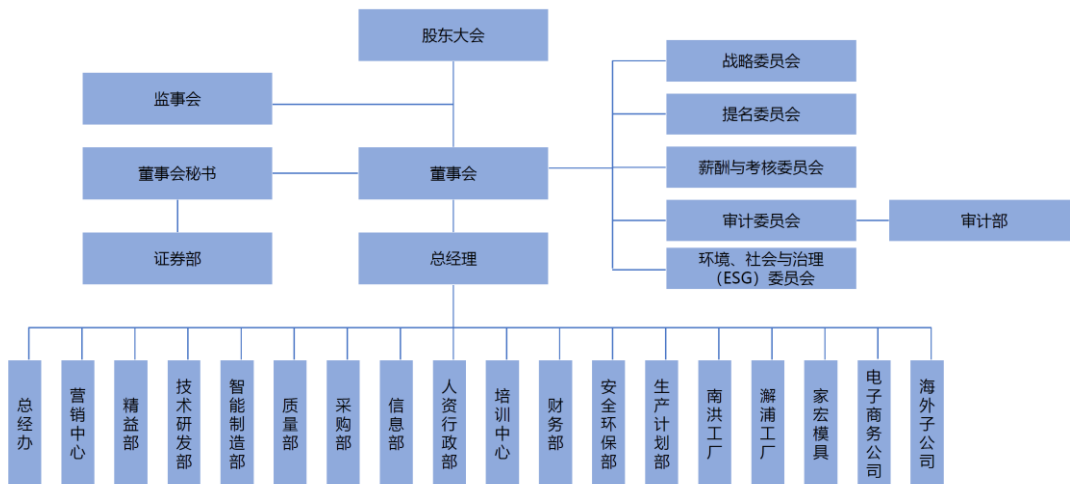 股东大会
监事会
董事会秘书
董事会
证券部
总经理
战略委员会
提名委员会
薪酬与考核委员会
审计委员会
审计部
环境、社会与治理
（ESG）委员会
总经办
营销中心
精益部
技术研发部
智能制造部
质量部
采购部
信息部
人资行政部
培训中心
财务部
安全环保部
生产计划部
南洪工厂
澥浦工厂
家宏模具
电子商务公司
海外子公司